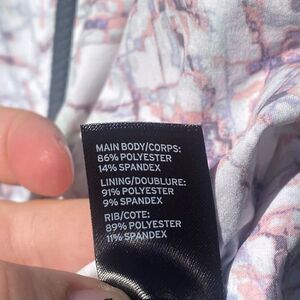 MAIN BODY/CORPS:
86% POLYESTER
14% SPANDEX
LINING/DOUBLURE:
91% POLYESTER
9% SPANDEX
RIB/COTE:
89% POLYESTER
11% SPANDEX